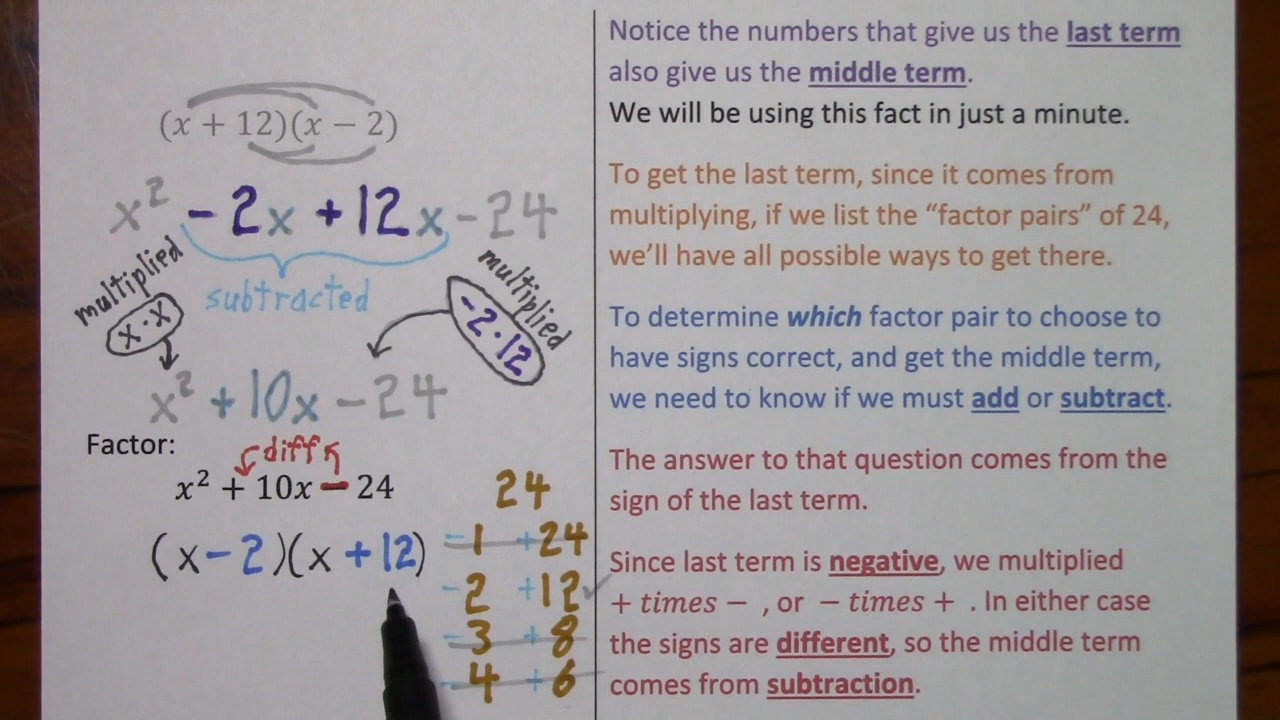 (x + 12)(x − 2)
x² - 2x + 12x - 24
multiplied
subtracted
multiplied
x · x
-2 · 12
x² + 10x - 24
Factor:
diff
x² + 10x − 24
(x - 2)(x + 12)
24
-1 +24
-2 +12 ✓
-3 +8
-4 +6
Notice the numbers that give us the last term
also give us the middle term.
We will be using this fact in just a minute.
To get the last term, since it comes from
multiplying, if we list the “factor pairs” of 24,
we’ll have all possible ways to get there.
To determine which factor pair to choose to
have signs correct, and get the middle term,
we need to know if we must add or subtract.
The answer to that question comes from the
sign of the last term.
Since last term is negative, we multiplied
+ times − , or − times + . In either case
the signs are different, so the middle term
comes from subtraction.